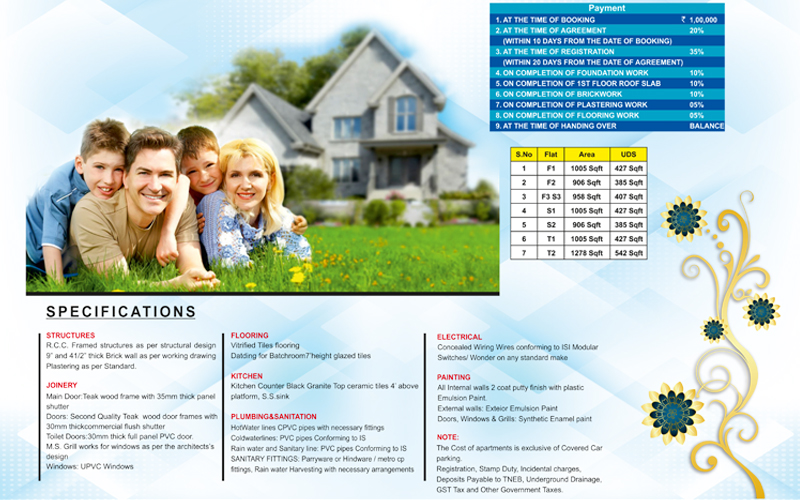 Payment
1. AT THE TIME OF BOOKING ₹ 1,00,000
2. AT THE TIME OF AGREEMENT 20%
(WITHIN 10 DAYS FROM THE DATE OF BOOKING)
3. AT THE TIME OF REGISTRATION 35%
(WITHIN 20 DAYS FROM THE DATE OF AGREEMENT)
4. ON COMPLETION OF FOUNDATION WORK 10%
5. ON COMPLETION OF 1ST FLOOR ROOF SLAB 10%
6. ON COMPLETION OF BRICKWORK 10%
7. ON COMPLETION OF PLASTERING WORK 05%
8. ON COMPLETION OF FLOORING WORK 05%
9. AT THE TIME OF HANDING OVER BALANCE
S.No Flat Area UDS
1 F1 1005 Sqft 427 Sqft
2 F2 906 Sqft 385 Sqft
3 F3 S3 958 Sqft 407 Sqft
4 S1 1005 Sqft 427 Sqft
5 S2 906 Sqft 385 Sqft
6 T1 1005 Sqft 427 Sqft
7 T2 1278 Sqft 542 Sqft
SPECIFICATIONS
STRUCTURES
R.C.C. Framed structures as per structural design
9" and 41/2" thick Brick wall as per working drawing
Plastering as per Standard.
JOINERY
Main Door:Teak wood frame with 35mm thick panel
shutter
Doors: Second Quality Teak wood door frames with
30mm thickcommercial flush shutter
Toilet Doors:30mm thick full panel PVC door.
M.S. Grill works for windows as per the architects's
design
Windows: UPVC Windows
FLOORING
Vitrified Tiles flooring
Datding for Batchroom7'height glazed tiles
KITCHEN
Kitchen Counter Black Granite Top ceramic tiles 4' above
platform, S.S.sink
PLUMBING&SANITATION
HotWater lines CPVC pipes with necessary fittings
Coldwaterlines: PVC pipes Conforming to IS
Rain water and Sanitary line: PVC pipes Conforming to IS
SANITARY FITTINGS: Parryware or Hindware / metro cp
fittings, Rain water Harvesting with necessary arrangements
ELECTRICAL
Concealed Wiring Wires conforming to ISI Modular
Switches/ Wonder on any standard make
PAINTING
All Internal walls 2 coat putty finish with plastic
Emulsion Paint.
External walls: Exteior Emulsion Paint
Doors, Windows & Grills: Synthetic Enamel paint
NOTE:
The Cost of apartments is exclusive of Covered Car
parking,
Registration, Stamp Duty, Incidental charges,
Deposits Payable to TNEB, Underground Drainage,
GST Tax and Other Government Taxes.